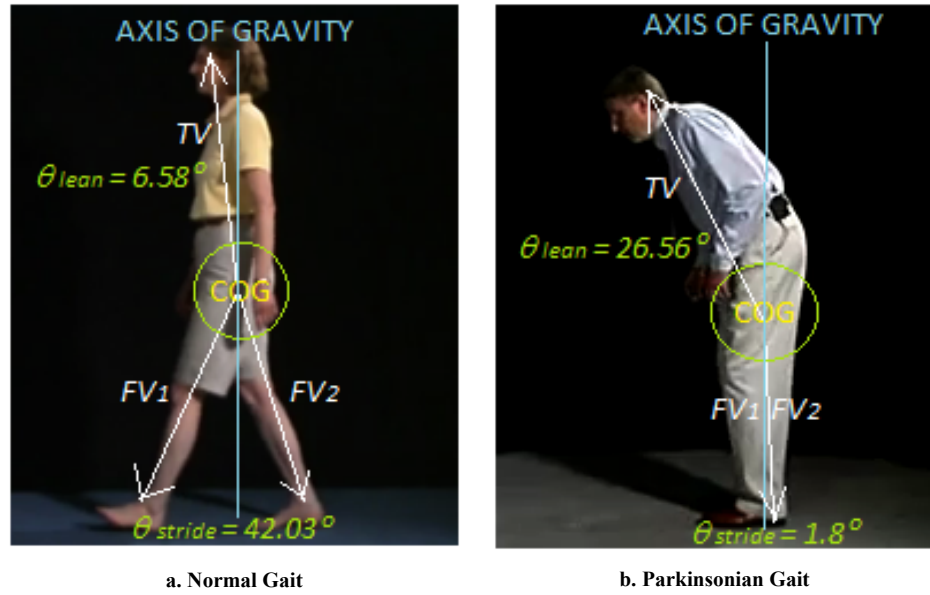 AXIS OF GRAVITY
TV
θ lean = 6.58°
COG
FV1
FV2
θ stride = 42.03°
a. Normal Gait
AXIS OF GRAVITY
TV
θ lean = 26.56°
COG
FV1
FV2
θ stride = 1.8°
b. Parkinsonian Gait